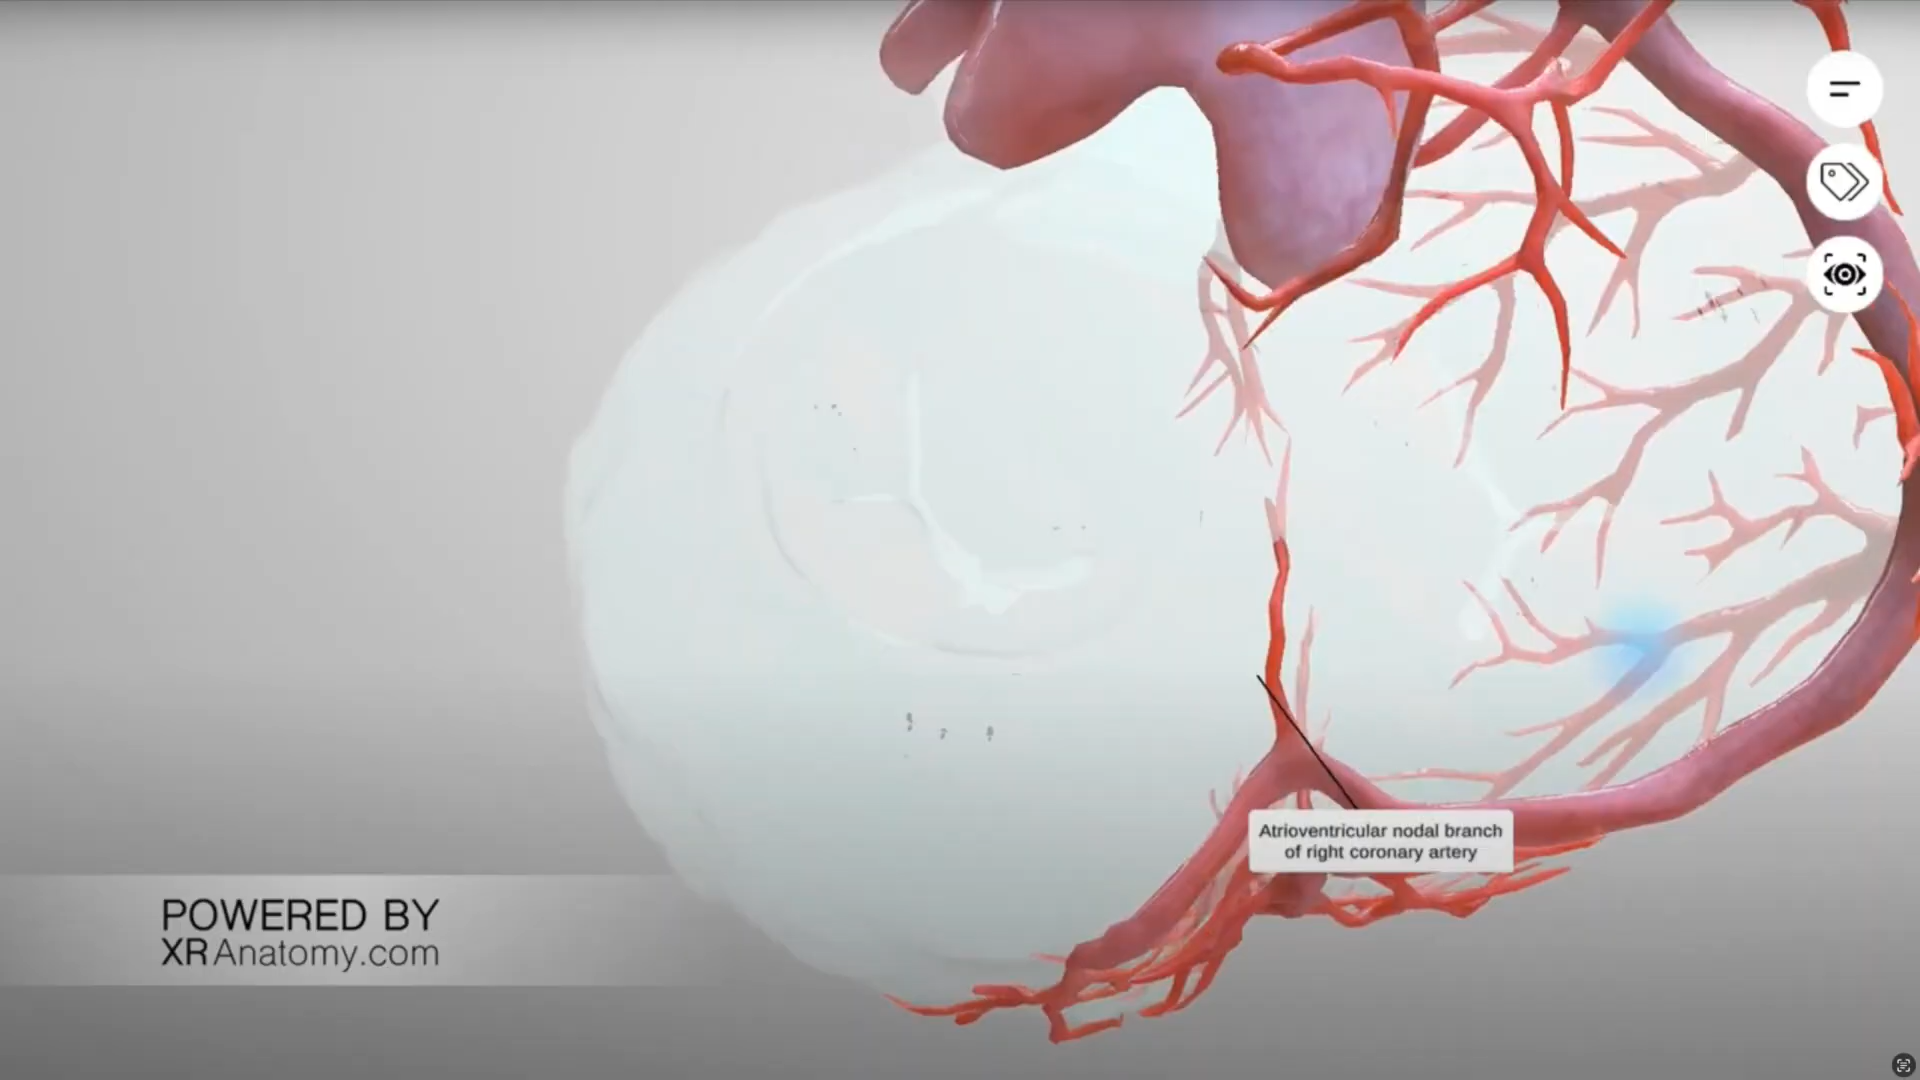 Atrioventricular nodal branch
of right coronary artery
POWERED BY
XRAnatomy.com